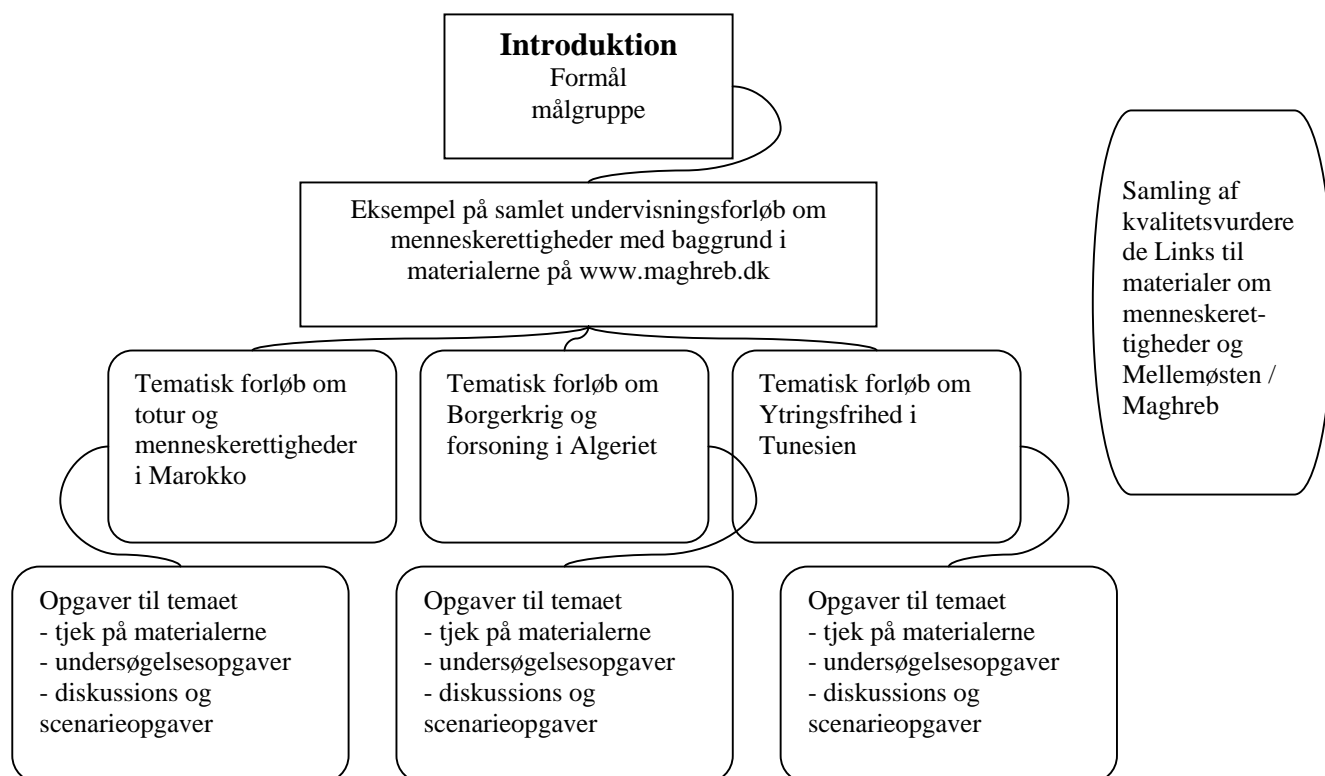 Introduktion
Formål
målgruppe
Eksempel på samlet undervisningsforløb om
menneskerettigheder med baggrund i
materialerne på www.maghreb.dk
Samling af
kvalitetsvurdere
de Links til
materialer om
menneskeret-
tigheder og
Mellemøsten /
Maghreb
Tematisk forløb om
totur og
menneskerettigheder
i Marokko
Tematisk forløb om
Borgerkrig og
forsoning i Algeriet
Tematisk forløb om
Ytringsfrihed i
Tunesien
Opgaver til temaet
- tjek på materialerne
- undersøgelsesopgaver
- diskussions og
scenarieopgaver
Opgaver til temaet
- tjek på materialerne
- undersøgelsesopgaver
- diskussions og
scenarieopgaver
Opgaver til temaet
- tjek på materialerne
- undersøgelsesopgaver
- diskussions og
scenarieopgaver